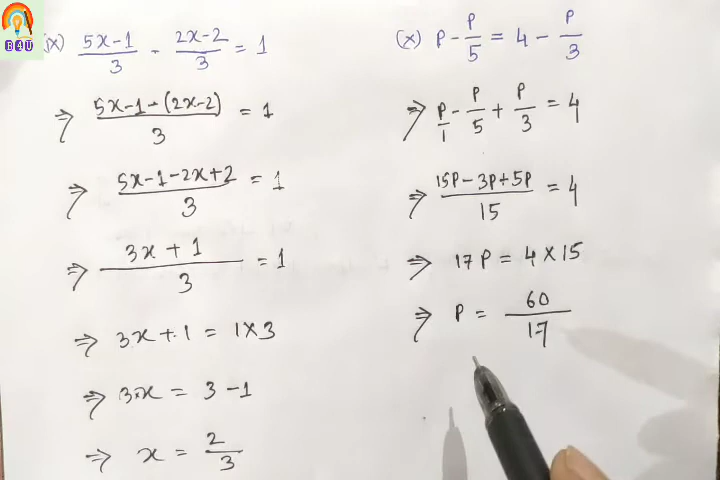 B4U
ix) (5x-1)/3 - (2x-2)/3 = 1
⇒ (5x-1-(2x-2))/3 = 1
⇒ (5x-1-2x+2)/3 = 1
⇒ (3x+1)/3 = 1
⇒ 3x+1 = 1×3
⇒ 3x = 3-1
⇒ x = 2/3
(x) P - P/5 = 4 - P/3
⇒ P/1 - P/5 + P/3 = 4
⇒ (15P-3P+5P)/15 = 4
⇒ 17P = 4×15
⇒ P = 60/17